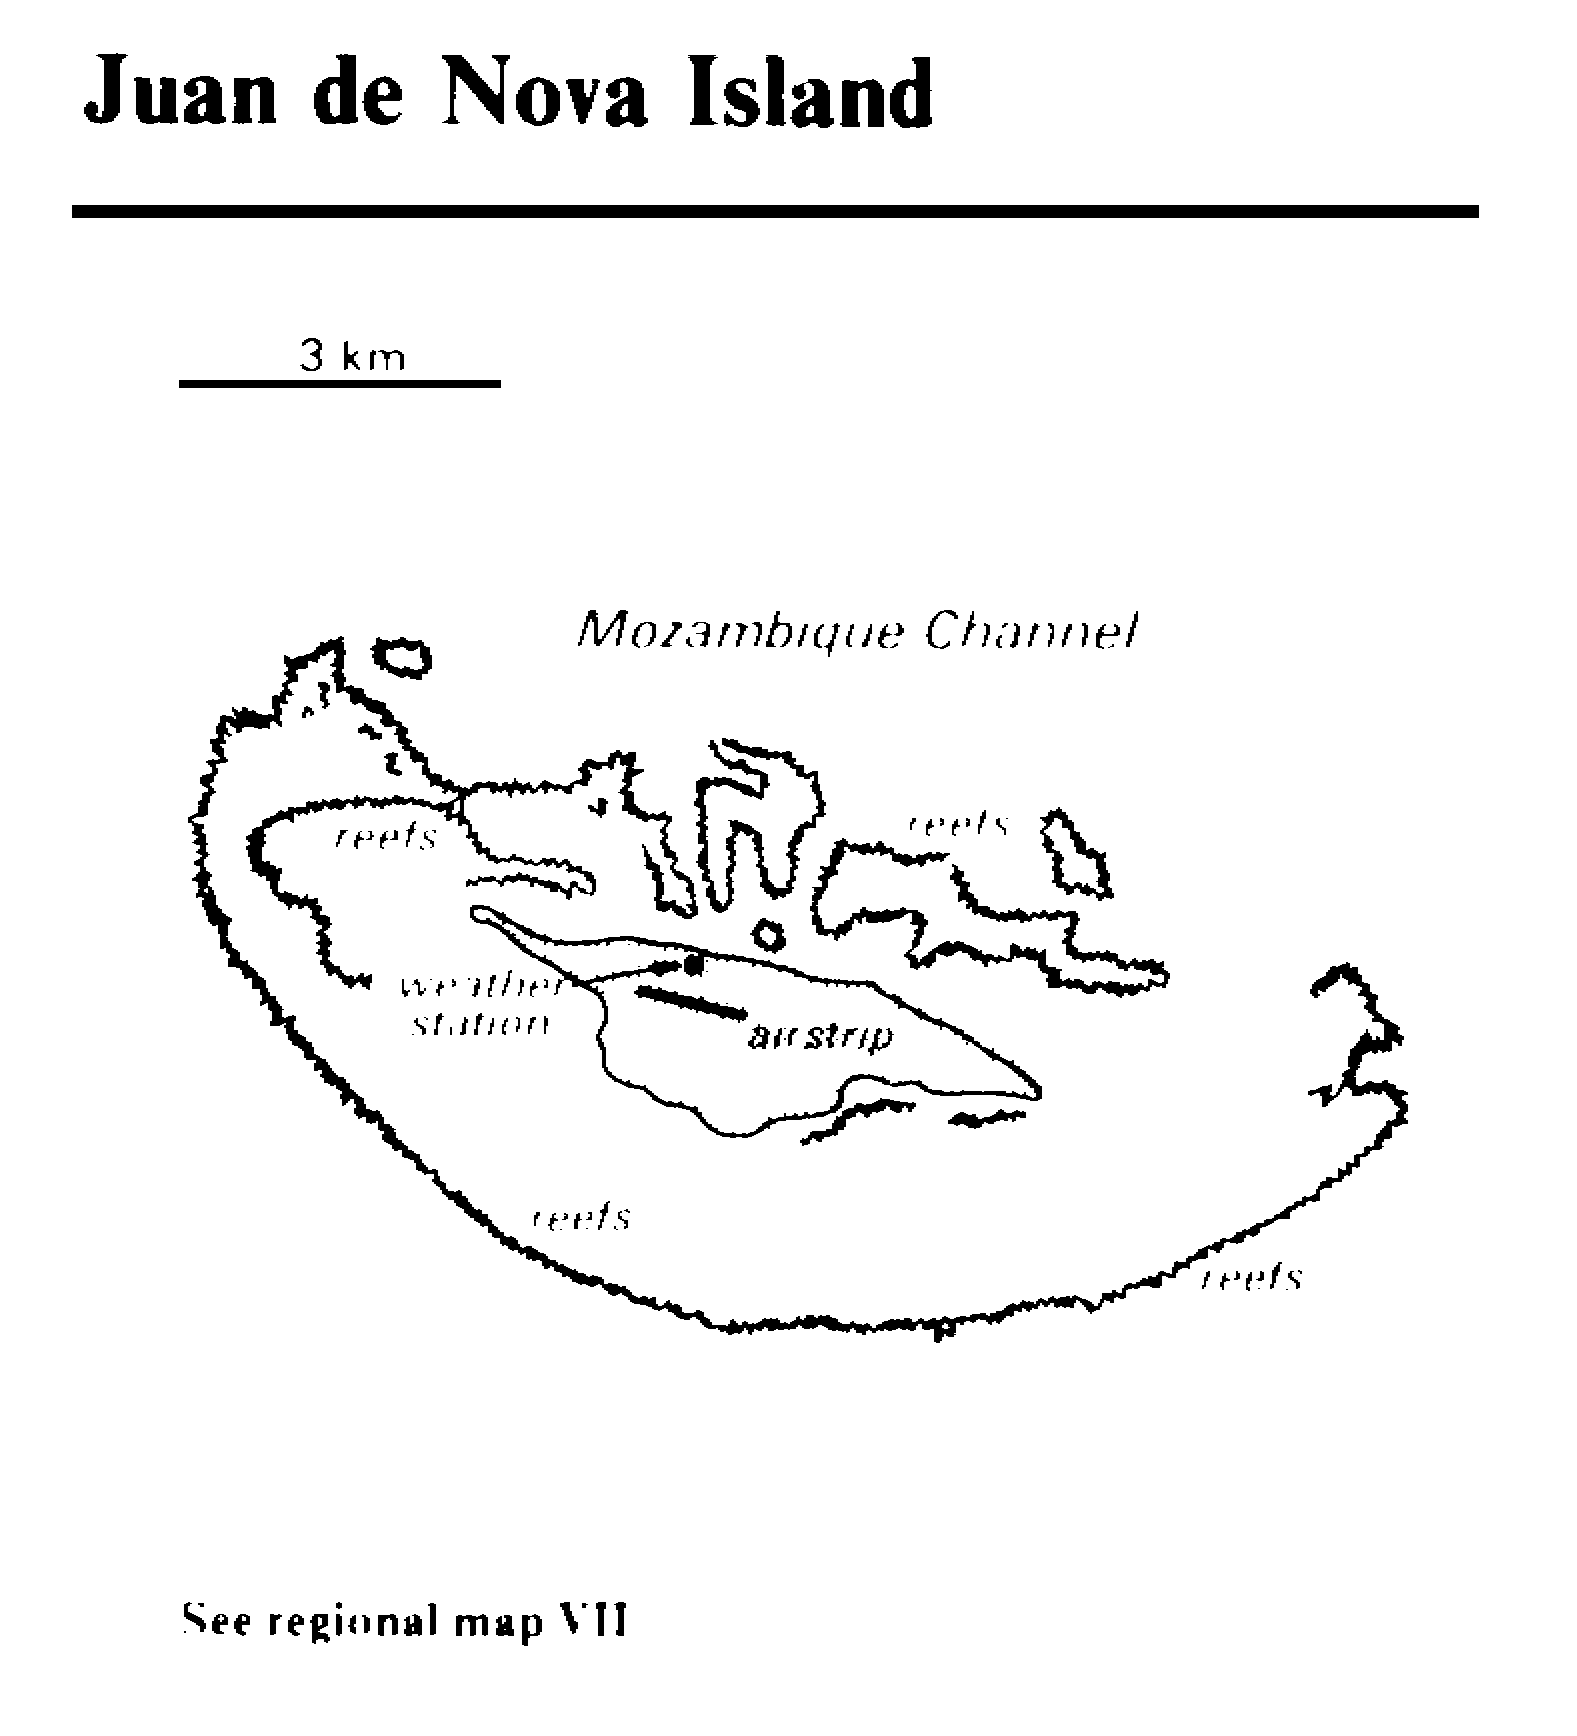 Juan de Nova Island
3 km
Mozambique Channel
reefs
reefs
weather
station
airstrip
reefs
reefs
See regional map VII